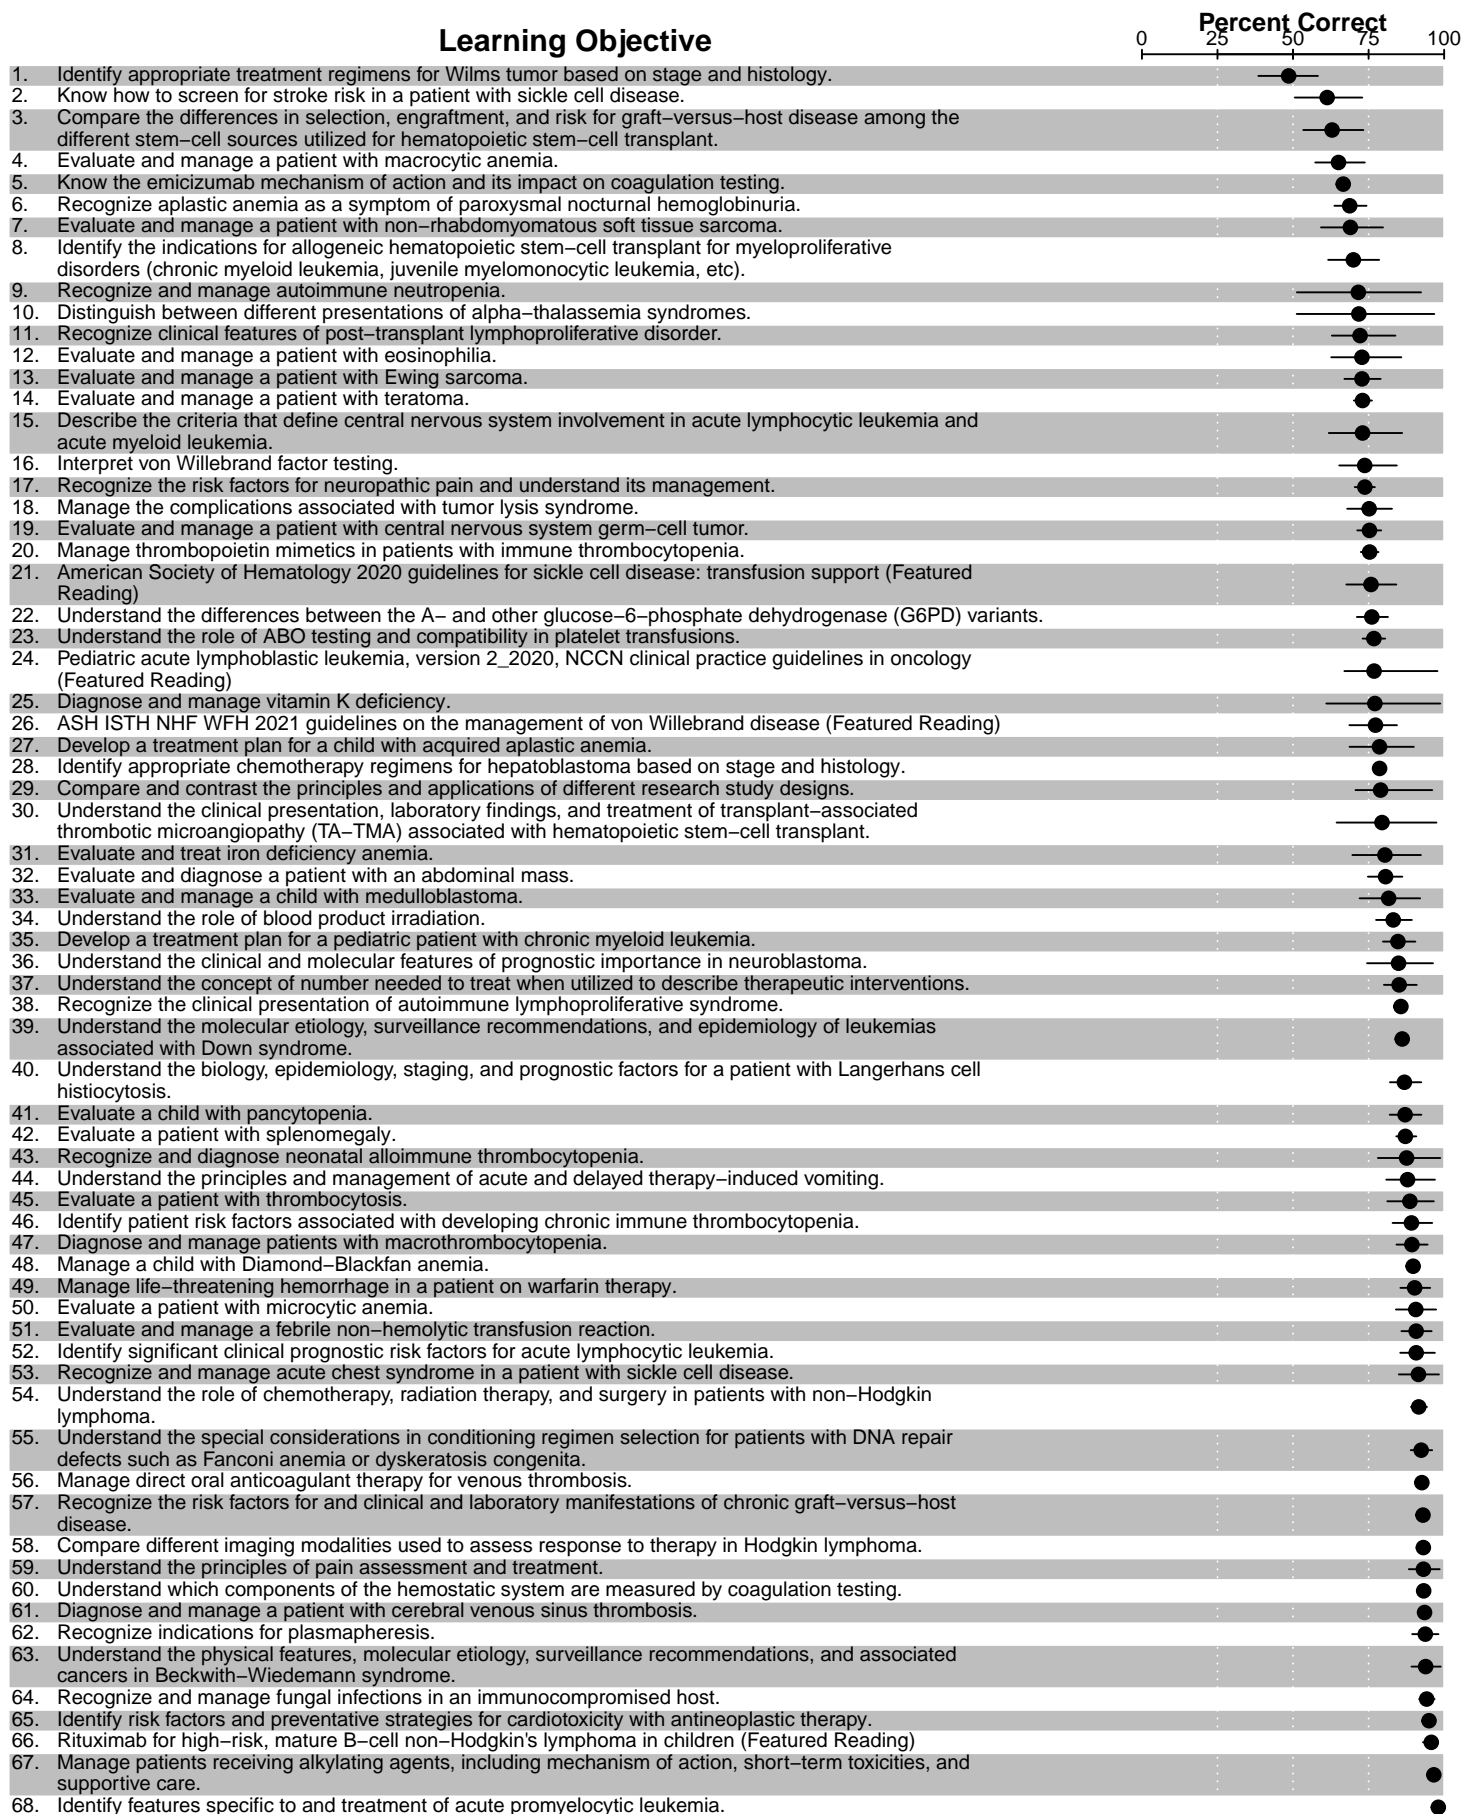 Learning Objective
Percent Correct
0 25 50 75 100
1. Identify appropriate treatment regimens for Wilms tumor based on stage and histology.
2. Know how to screen for stroke risk in a patient with sickle cell disease.
3. Compare the differences in selection, engraftment, and risk for graft−versus−host disease among the
different stem−cell sources utilized for hematopoietic stem−cell transplant.
4. Evaluate and manage a patient with macrocytic anemia.
5. Know the emicizumab mechanism of action and its impact on coagulation testing.
6. Recognize aplastic anemia as a symptom of paroxysmal nocturnal hemoglobinuria.
7. Evaluate and manage a patient with non−rhabdomyomatous soft tissue sarcoma.
8. Identify the indications for allogeneic hematopoietic stem−cell transplant for myeloproliferative
disorders (chronic myeloid leukemia, juvenile myelomonocytic leukemia, etc).
9. Recognize and manage autoimmune neutropenia.
10. Distinguish between different presentations of alpha−thalassemia syndromes.
11. Recognize clinical features of post−transplant lymphoproliferative disorder.
12. Evaluate and manage a patient with eosinophilia.
13. Evaluate and manage a patient with Ewing sarcoma.
14. Evaluate and manage a patient with teratoma.
15. Describe the criteria that define central nervous system involvement in acute lymphocytic leukemia and
acute myeloid leukemia.
16. Interpret von Willebrand factor testing.
17. Recognize the risk factors for neuropathic pain and understand its management.
18. Manage the complications associated with tumor lysis syndrome.
19. Evaluate and manage a patient with central nervous system germ−cell tumor.
20. Manage thrombopoietin mimetics in patients with immune thrombocytopenia.
21. American Society of Hematology 2020 guidelines for sickle cell disease: transfusion support (Featured
Reading)
22. Understand the differences between the A− and other glucose−6−phosphate dehydrogenase (G6PD) variants.
23. Understand the role of ABO testing and compatibility in platelet transfusions.
24. Pediatric acute lymphoblastic leukemia, version 2_2020, NCCN clinical practice guidelines in oncology
(Featured Reading)
25. Diagnose and manage vitamin K deficiency.
26. ASH ISTH NHF WFH 2021 guidelines on the management of von Willebrand disease (Featured Reading)
27. Develop a treatment plan for a child with acquired aplastic anemia.
28. Identify appropriate chemotherapy regimens for hepatoblastoma based on stage and histology.
29. Compare and contrast the principles and applications of different research study designs.
30. Understand the clinical presentation, laboratory findings, and treatment of transplant−associated
thrombotic microangiopathy (TA−TMA) associated with hematopoietic stem−cell transplant.
31. Evaluate and treat iron deficiency anemia.
32. Evaluate and diagnose a patient with an abdominal mass.
33. Evaluate and manage a child with medulloblastoma.
34. Understand the role of blood product irradiation.
35. Develop a treatment plan for a pediatric patient with chronic myeloid leukemia.
36. Understand the clinical and molecular features of prognostic importance in neuroblastoma.
37. Understand the concept of number needed to treat when utilized to describe therapeutic interventions.
38. Recognize the clinical presentation of autoimmune lymphoproliferative syndrome.
39. Understand the molecular etiology, surveillance recommendations, and epidemiology of leukemias
associated with Down syndrome.
40. Understand the biology, epidemiology, staging, and prognostic factors for a patient with Langerhans cell
histiocytosis.
41. Evaluate a child with pancytopenia.
42. Evaluate a patient with splenomegaly.
43. Recognize and diagnose neonatal alloimmune thrombocytopenia.
44. Understand the principles and management of acute and delayed therapy−induced vomiting.
45. Evaluate a patient with thrombocytosis.
46. Identify patient risk factors associated with developing chronic immune thrombocytopenia.
47. Diagnose and manage patients with macrothrombocytopenia.
48. Manage a child with Diamond−Blackfan anemia.
49. Manage life−threatening hemorrhage in a patient on warfarin therapy.
50. Evaluate a patient with microcytic anemia.
51. Evaluate and manage a febrile non−hemolytic transfusion reaction.
52. Identify significant clinical prognostic risk factors for acute lymphocytic leukemia.
53. Recognize and manage acute chest syndrome in a patient with sickle cell disease.
54. Understand the role of chemotherapy, radiation therapy, and surgery in patients with non−Hodgkin
lymphoma.
55. Understand the special considerations in conditioning regimen selection for patients with DNA repair
defects such as Fanconi anemia or dyskeratosis congenita.
56. Manage direct oral anticoagulant therapy for venous thrombosis.
57. Recognize the risk factors for and clinical and laboratory manifestations of chronic graft−versus−host
disease.
58. Compare different imaging modalities used to assess response to therapy in Hodgkin lymphoma.
59. Understand the principles of pain assessment and treatment.
60. Understand which components of the hemostatic system are measured by coagulation testing.
61. Diagnose and manage a patient with cerebral venous sinus thrombosis.
62. Recognize indications for plasmapheresis.
63. Understand the physical features, molecular etiology, surveillance recommendations, and associated
cancers in Beckwith−Wiedemann syndrome.
64. Recognize and manage fungal infections in an immunocompromised host.
65. Identify risk factors and preventative strategies for cardiotoxicity with antineoplastic therapy.
66. Rituximab for high−risk, mature B−cell non−Hodgkin's lymphoma in children (Featured Reading)
67. Manage patients receiving alkylating agents, including mechanism of action, short−term toxicities, and
supportive care.
68. Identify features specific to and treatment of acute promyelocytic leukemia.